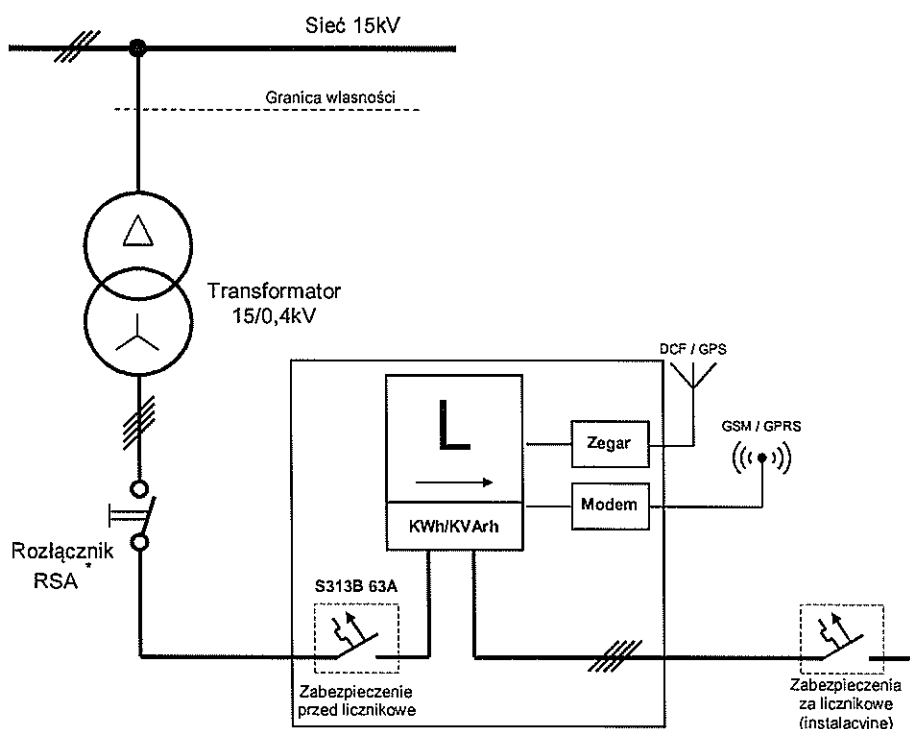 Sieć 15kV
Granica wlasności
Transformator
15/0,4kV
DCF / GPS
L
Zegar
GSM / GPRS
Modem
KWh/KVArh
Rozłącznik
RSA *
S313B 63A
Zabezpieczenie
przed licznikowe
Zabezpieczenia
za licznikowe
(instalacyjne)